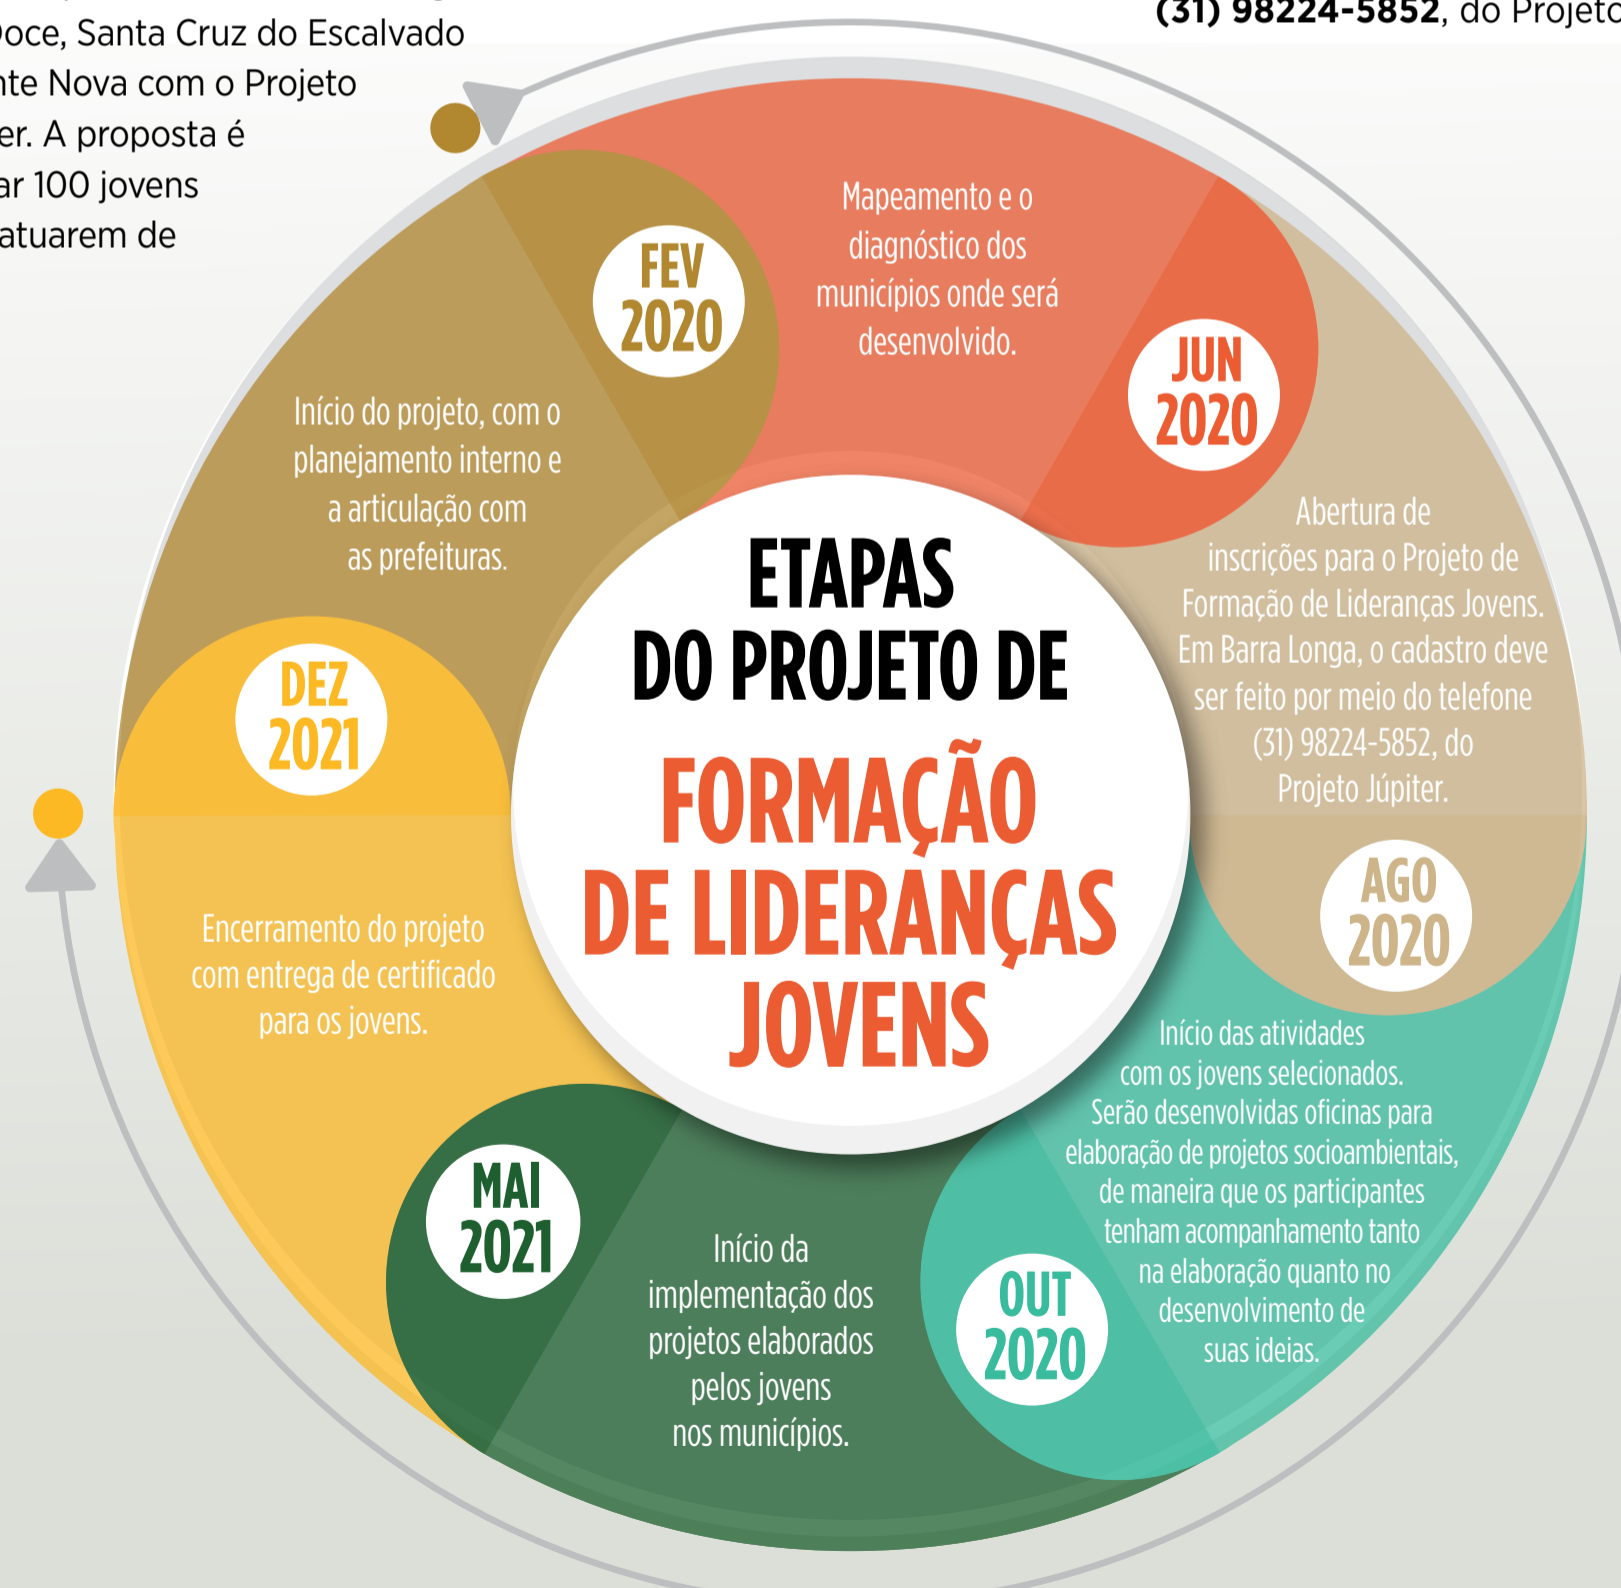 Doce, Santa Cruz do Escalvado
Nova com o Projeto
A proposta é
100 jovens
atuarem de
(31) 98224-5852, do Projeto
ETAPAS
DO PROJETO DE
FORMAÇÃO
DE LIDERANÇAS
JOVENS
FEV
2020
Início do projeto, com o
planejamento interno e
a articulação com
as prefeituras.
JUN
2020
Mapeamento e o
diagnóstico dos
municípios onde será
desenvolvido.
AGO
2020
Abertura de
inscrições para o Projeto de
Formação de Lideranças Jovens.
Em Barra Longa, o cadastro deve
ser feito por meio do telefone
(31) 98224-5852, do
Projeto Júpiter.
OUT
2020
Início das atividades
com os jovens selecionados.
Serão desenvolvidas oficinas para
elaboração de projetos socioambientais,
de maneira que os participantes
tenham acompanhamento tanto
na elaboração quanto no
desenvolvimento de
suas ideias.
MAI
2021
Início da
implementação dos
projetos elaborados
pelos jovens
nos municípios.
DEZ
2021
Encerramento do projeto
com entrega de certificado
para os jovens.